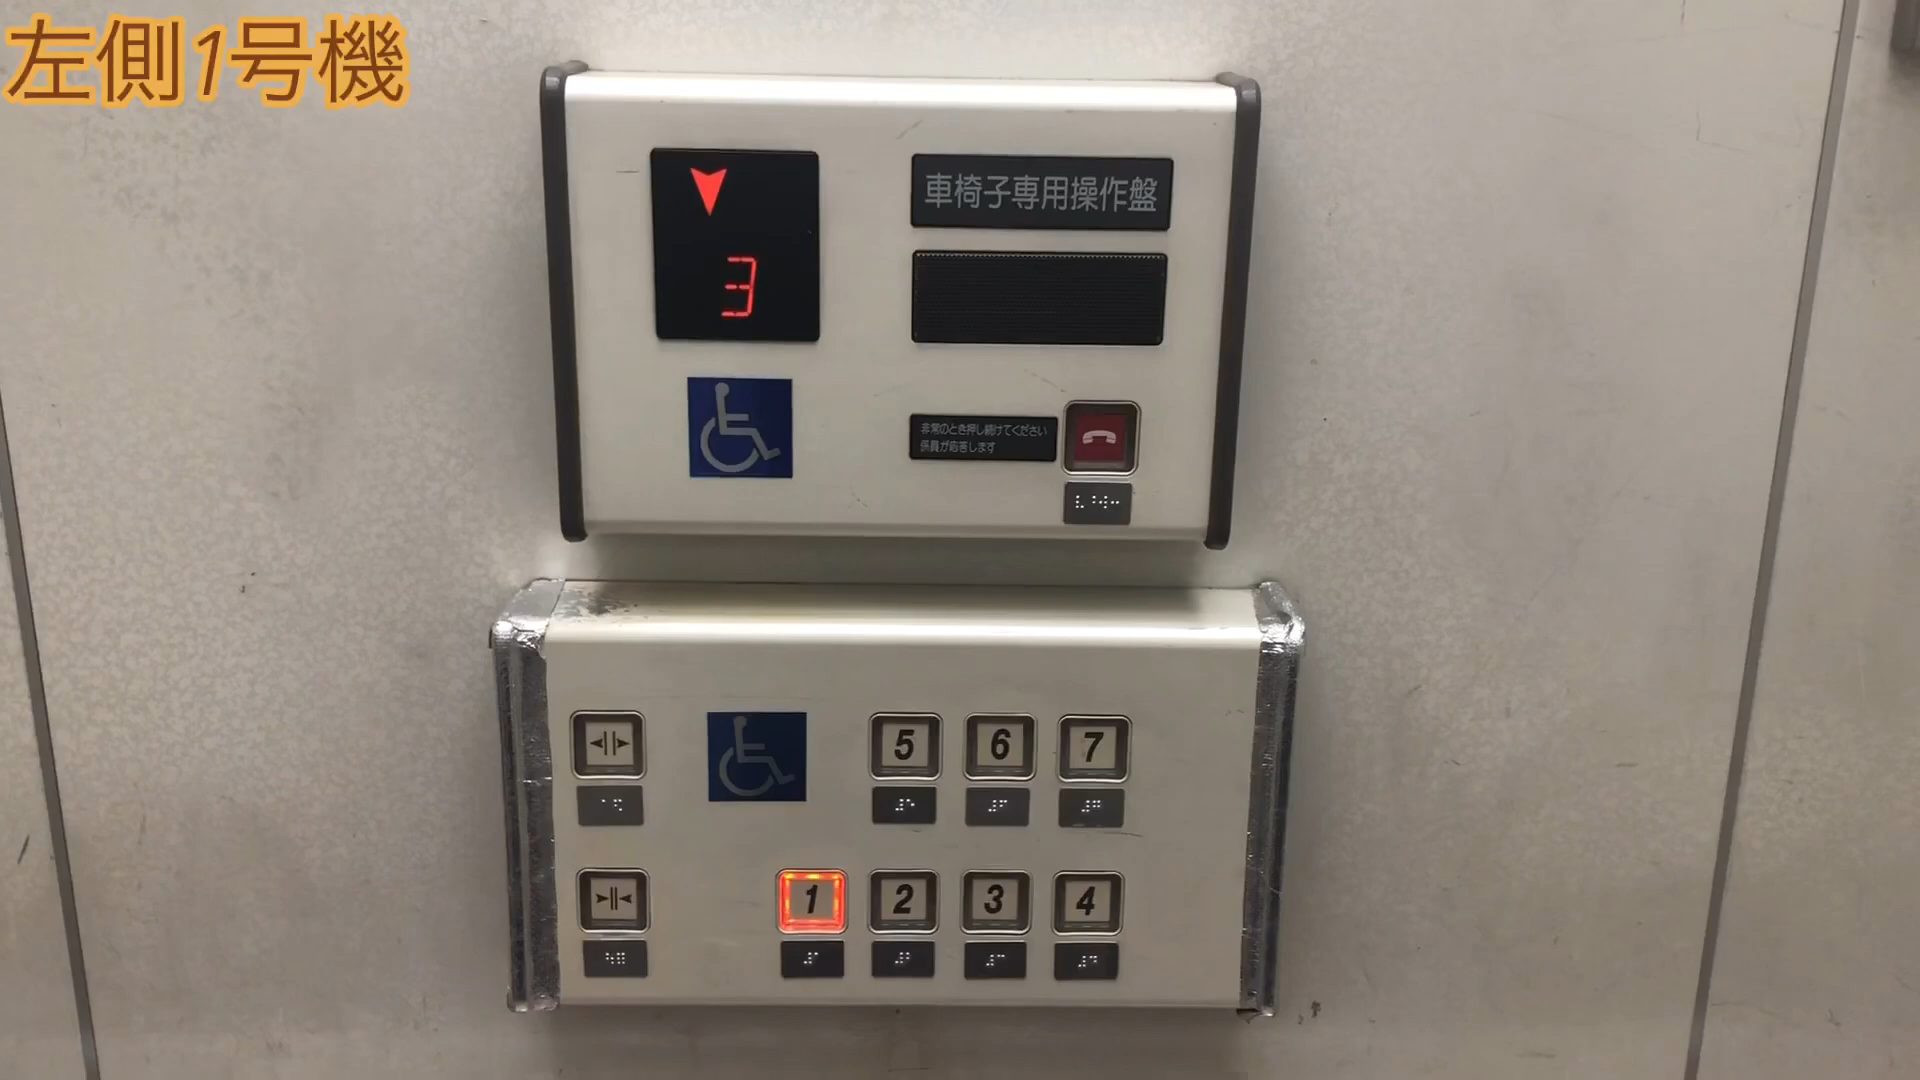 左側1号機
車椅子専用操作盤
3
非常のとき押し続けてください
係員が応答します
5 6 7
1 2 3 4